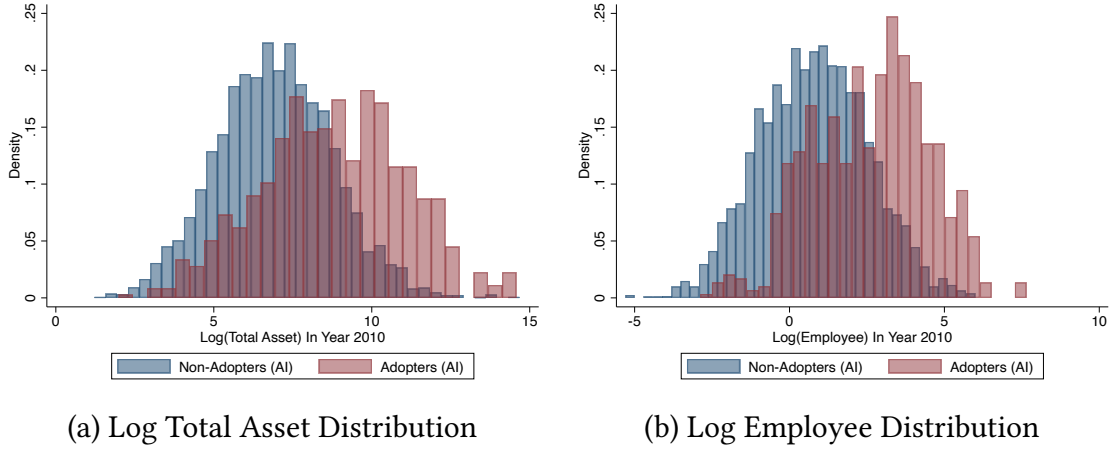 .25
.2
.15
.1
.05
0
Density
0
5
10
15
Log(Total Asset) In Year 2010
Non-Adopters (AI)
Adopters (AI)
(a) Log Total Asset Distribution
.25
.2
.15
.1
.05
0
Density
-5
0
5
10
Log(Employee) In Year 2010
Non-Adopters (AI)
Adopters (AI)
(b) Log Employee Distribution